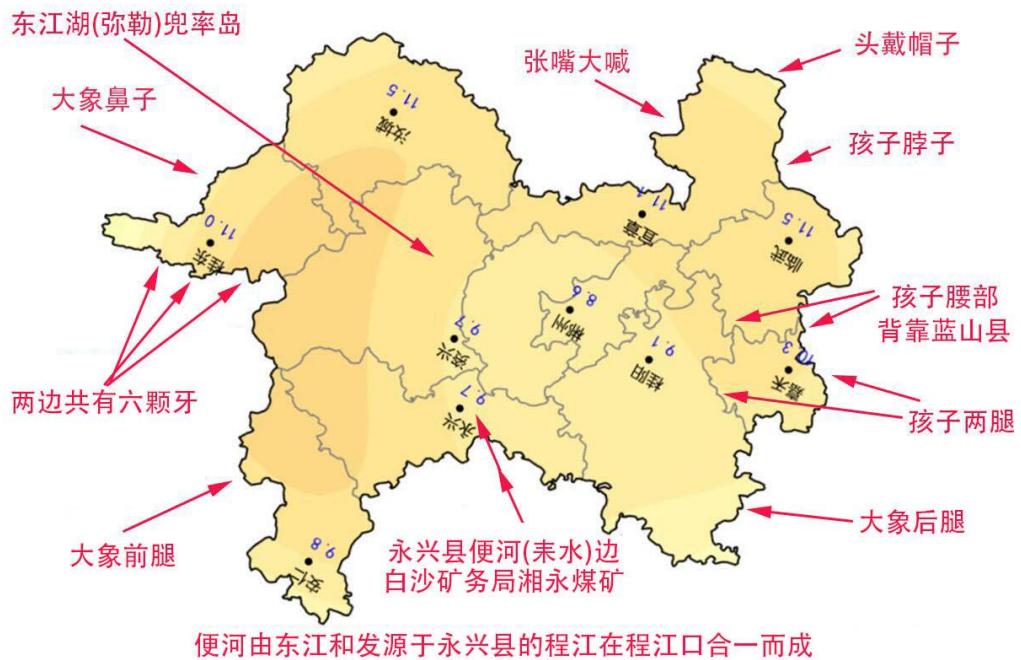 东江湖(弥勒)兜率岛
头戴帽子
张嘴大喊
大象鼻子
孩子脖子
11.5
汝城
11.0
桂东
11.1
宜章
11.5
临武
8.6
郴州
孩子腰部
背靠蓝山县
9.7
资兴
9.1
桂阳
10.3
嘉禾
两边共有六颗牙
9.7
永兴
孩子两腿
大象后腿
大象前腿
永兴县便河(耒水)边
白沙矿务局湘永煤矿
9.8
安仁
便河由东江和发源于永兴县的程江在程江口合一而成